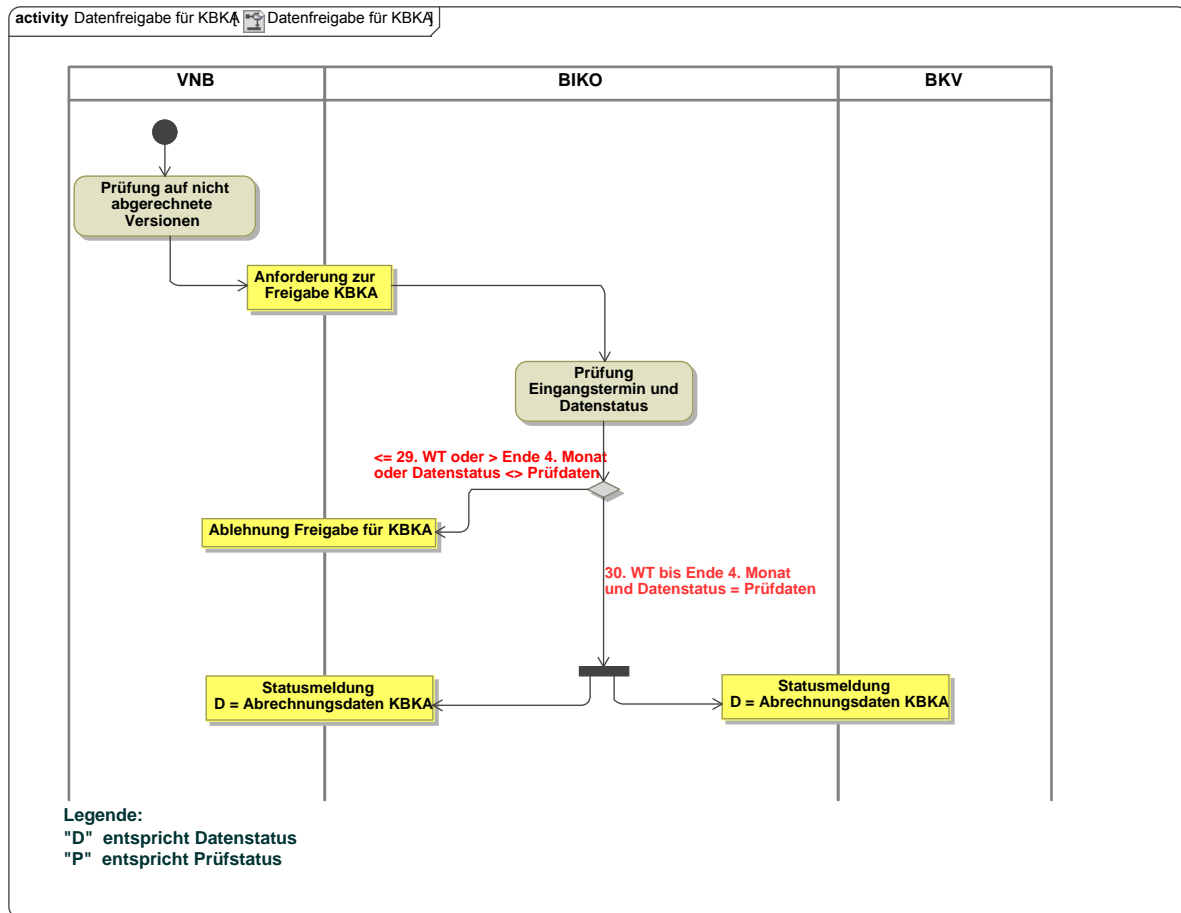 activity Datenfreigabe für KBKA[ Datenfreigabe für KBKA]
VNB
BIKO
BKV
Prüfung auf nicht
abgerechnete
Versionen
Anforderung zur
Freigabe KBKA
Prüfung
Eingangstermin und
Datenstatus
<= 29. WT oder > Ende 4. Monat
oder Datenstatus <> Prüfdaten
Ablehnung Freigabe für KBKA
30. WT bis Ende 4. Monat
und Datenstatus = Prüfdaten
Statusmeldung
D = Abrechnungsdaten KBKA
Statusmeldung
D = Abrechnungsdaten KBKA
Legende:
"D" entspricht Datenstatus
"P" entspricht Prüfstatus